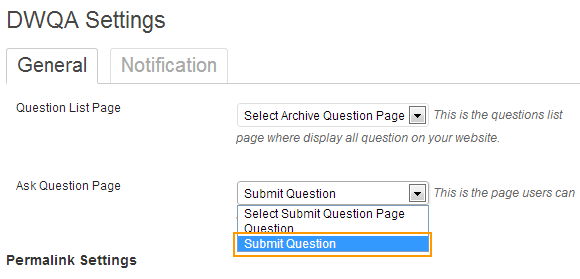 DWQA Settings
General Notification
Question List Page Select Archive Question Page This is the questions list
page where display all question on your website.
Ask Question Page Submit Question This is the page users can
Select Submit Question Page
Question
Submit Question
Permalink Settings